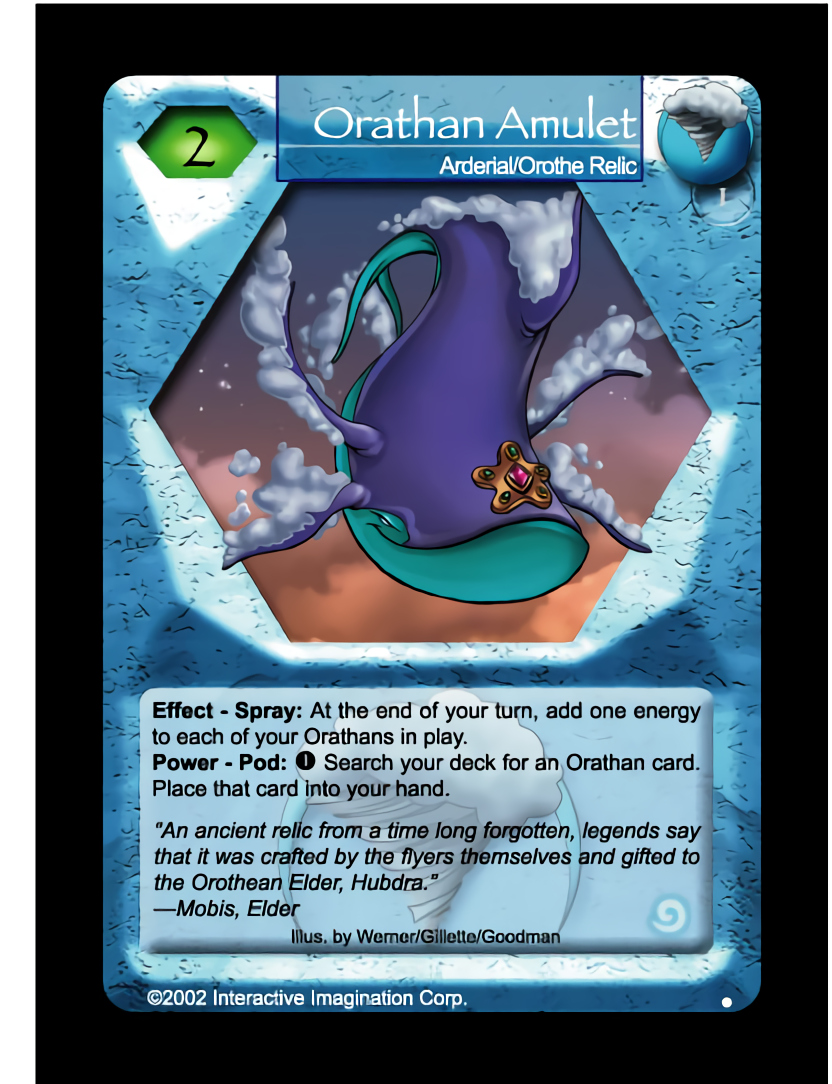 2
Orathan Amulet
Arderial/Orothe Relic
1
Effect - Spray: At the end of your turn, add one energy
to each of your Orathans in play.
Power - Pod: 1 Search your deck for an Orathan card.
Place that card into your hand.
"An ancient relic from a time long forgotten, legends say
that it was crafted by the flyers themselves and gifted to
the Orothean Elder, Hubdra."
—Mobis, Elder
Illus. by Werner/Gillette/Goodman
©2002 Interactive Imagination Corp.